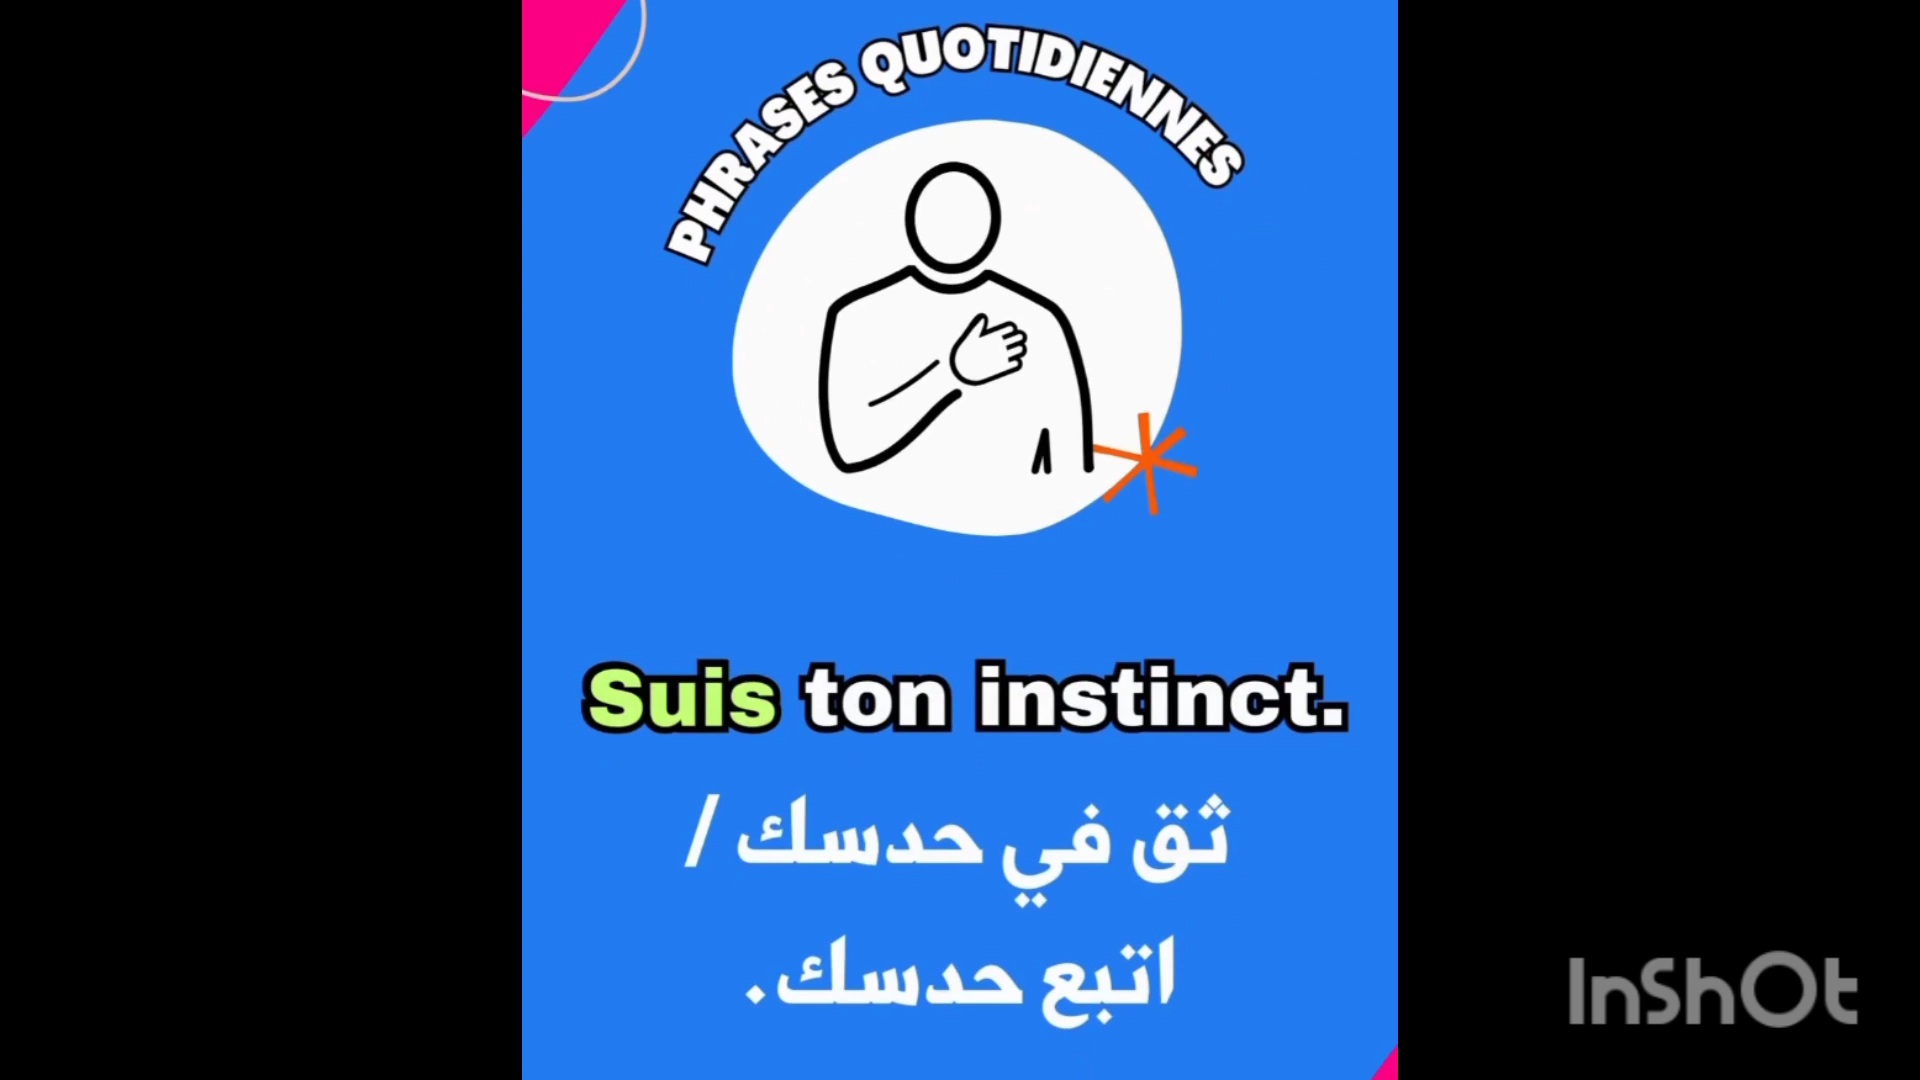 PHRASES QUOTIDIENNES
Suis ton instinct.
ثق في حدسك /
اتبع حدسك.
InShOt